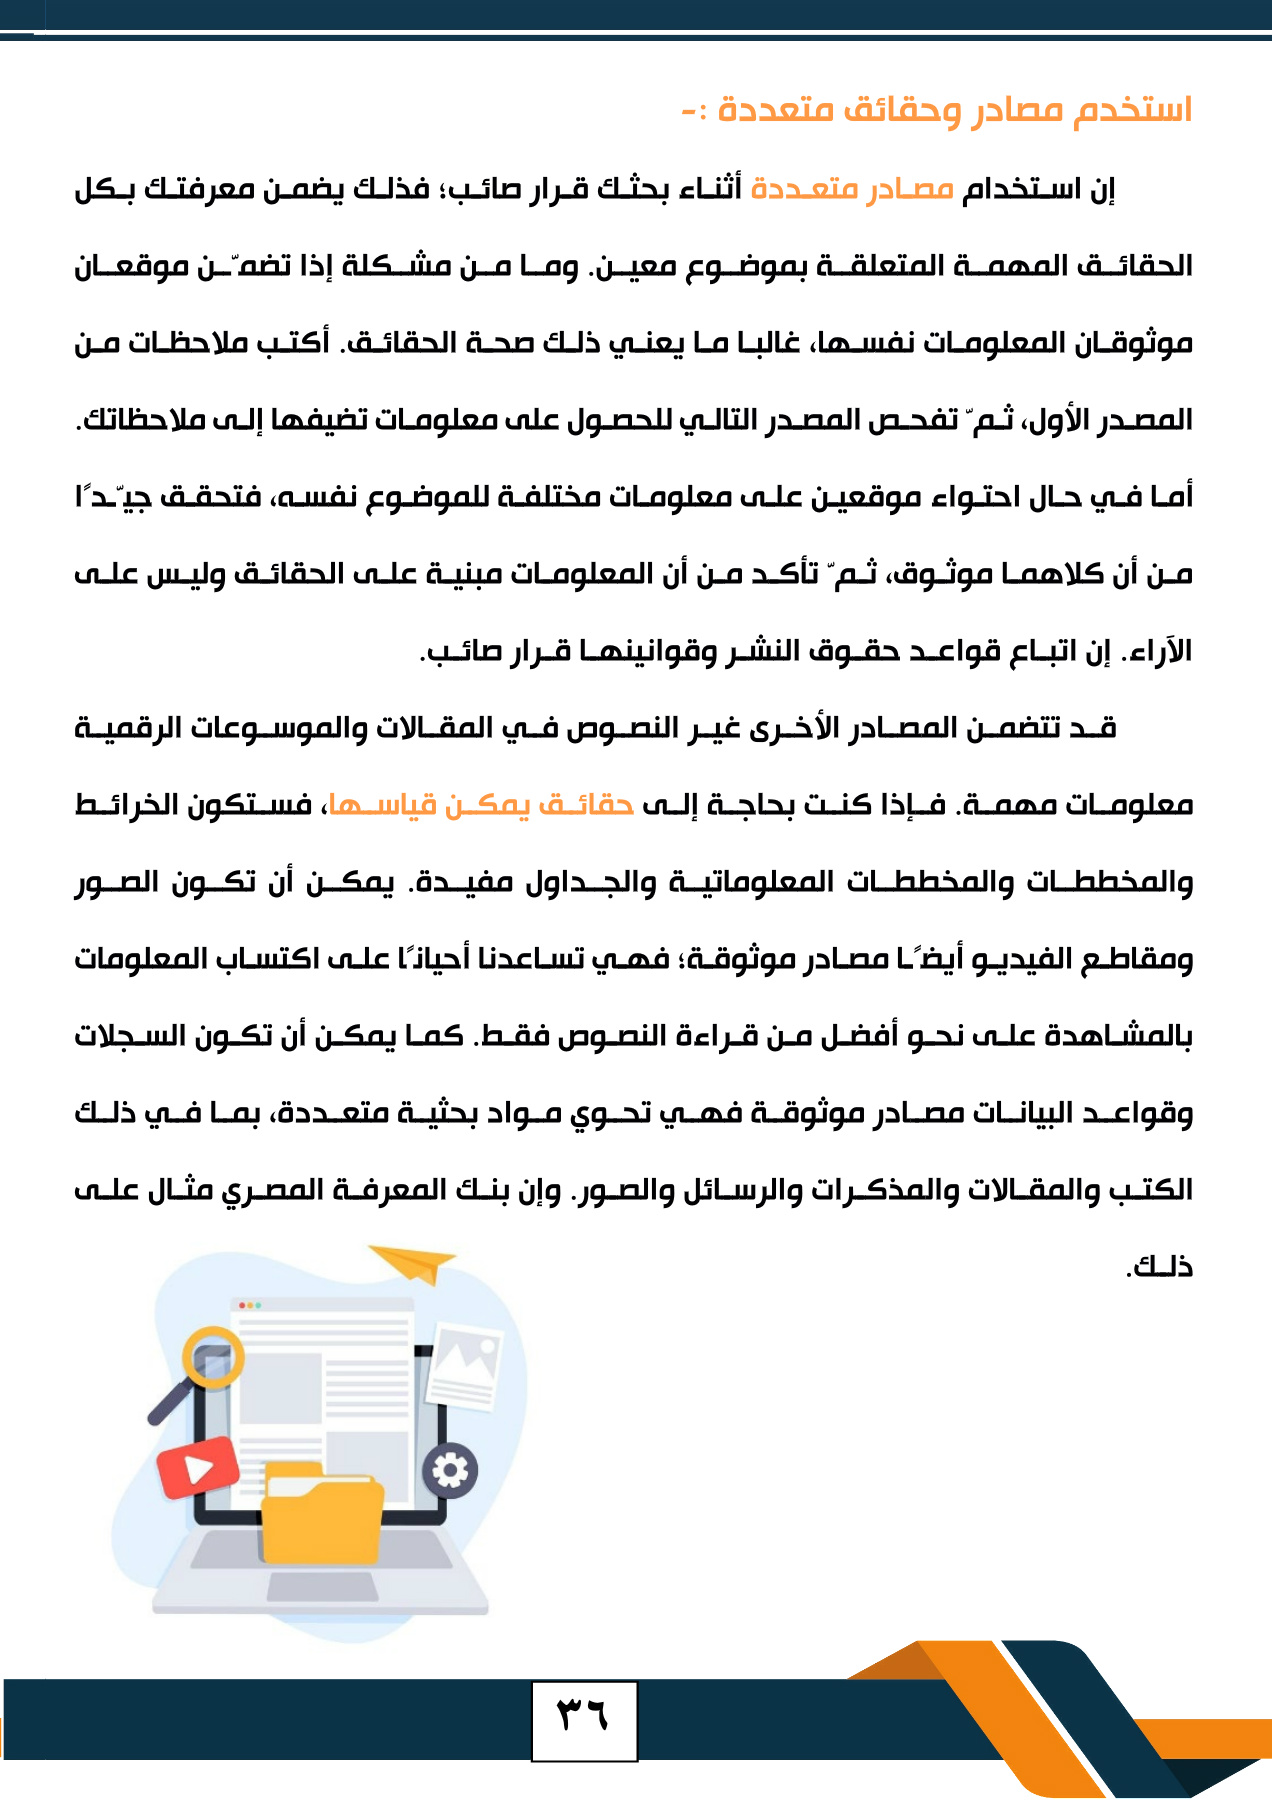 استخدم مصادر وحقائق متعددة :-
إن استخدام مصادر متعددة أثناء بحثك قرار صائب؛ فذلك يضمن معرفتك بكل
الحقائق المهمة المتعلقة بموضوع معين. وما من مشكلة إذا تضمّن موقعان
موثوقان المعلومات نفسها، غالبا ما يعني ذلك صحة الحقائق. أكتب ملاحظات من
المصدر الأول، ثمّ تفحص المصدر التالي للحصول على معلومات تضيفها إلى ملاحظاتك.
أما في حال احتواء موقعين على معلومات مختلفة للموضوع نفسه، فتحقق جيّدًا
من أن كلاهما موثوق، ثمّ تأكد من أن المعلومات مبنية على الحقائق وليس على
الآراء. إن اتباع قواعد حقوق النشر وقوانينها قرار صائب.
قد تتضمن المصادر الأخرى غير النصوص في المقالات والموسوعات الرقمية
معلومات مهمة. فإذا كنت بحاجة إلى حقائق يمكن قياسها، فستكون الخرائط
والمخططات والمخططات المعلوماتية والجداول مفيدة. يمكن أن تكون الصور
ومقاطع الفيديو أيضًا مصادر موثوقة؛ فهي تساعدنا أحيانًا على اكتساب المعلومات
بالمشاهدة على نحو أفضل من قراءة النصوص فقط. كما يمكن أن تكون السجلات
وقواعد البيانات مصادر موثوقة فهي تحوي مواد بحثية متعددة، بما في ذلك
الكتب والمقالات والمذكرات والرسائل والصور. وإن بنك المعرفة المصري مثال على
ذلك.
٣٦